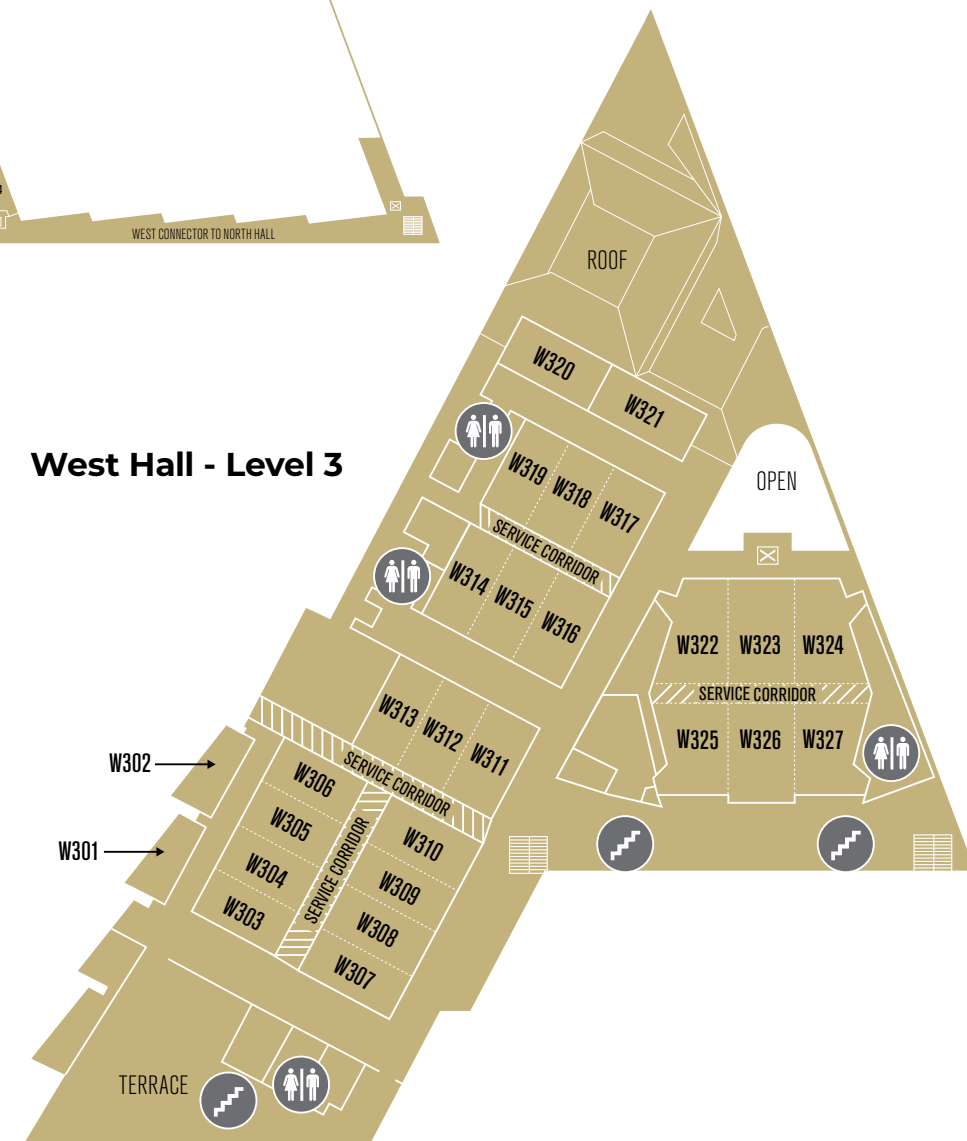 WEST CONNECTOR TO NORTH HALL
ROOF
W320
W321
West Hall - Level 3
W319
W318
W317
OPEN
SERVICE CORRIDOR
W314
W315
W316
W322
W323
W324
SERVICE CORRIDOR
W325
W326
W327
W313
W312
W311
SERVICE CORRIDOR
W302
W301
W306
W305
W304
W303
SERVICE CORRIDOR
W310
W309
W308
W307
TERRACE